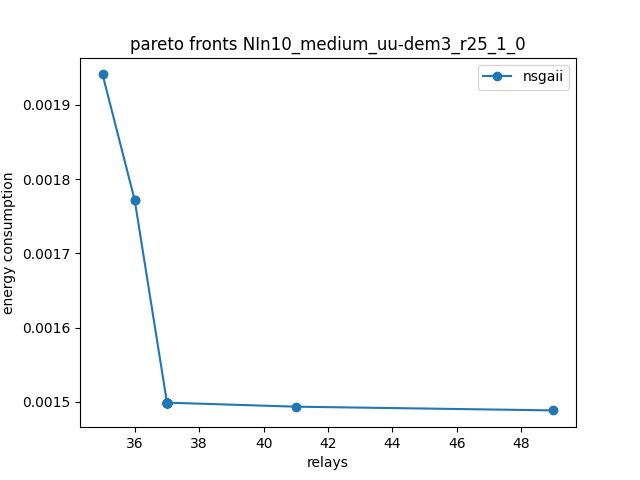 pareto fronts NIn10_medium_uu-dem3_r25_1_0
nsgaii
energy consumption
0.0019
0.0018
0.0017
0.0016
0.0015
36 38 40 42 44 46 48
relays